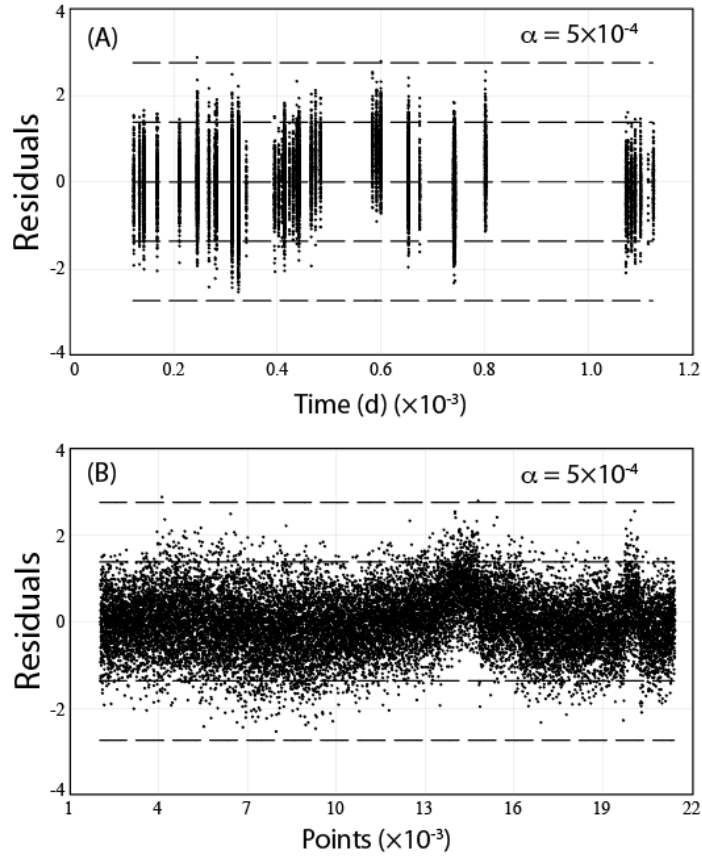 (A)
α = 5×10⁻⁴
4
2
0
-2
-4
Residuals
0 0.2 0.4 0.6 0.8 1.0 1.2
Time (d) (×10⁻³)
(B)
α = 5×10⁻⁴
4
2
0
-2
-4
Residuals
1 4 7 10 13 16 19 22
Points (×10⁻³)